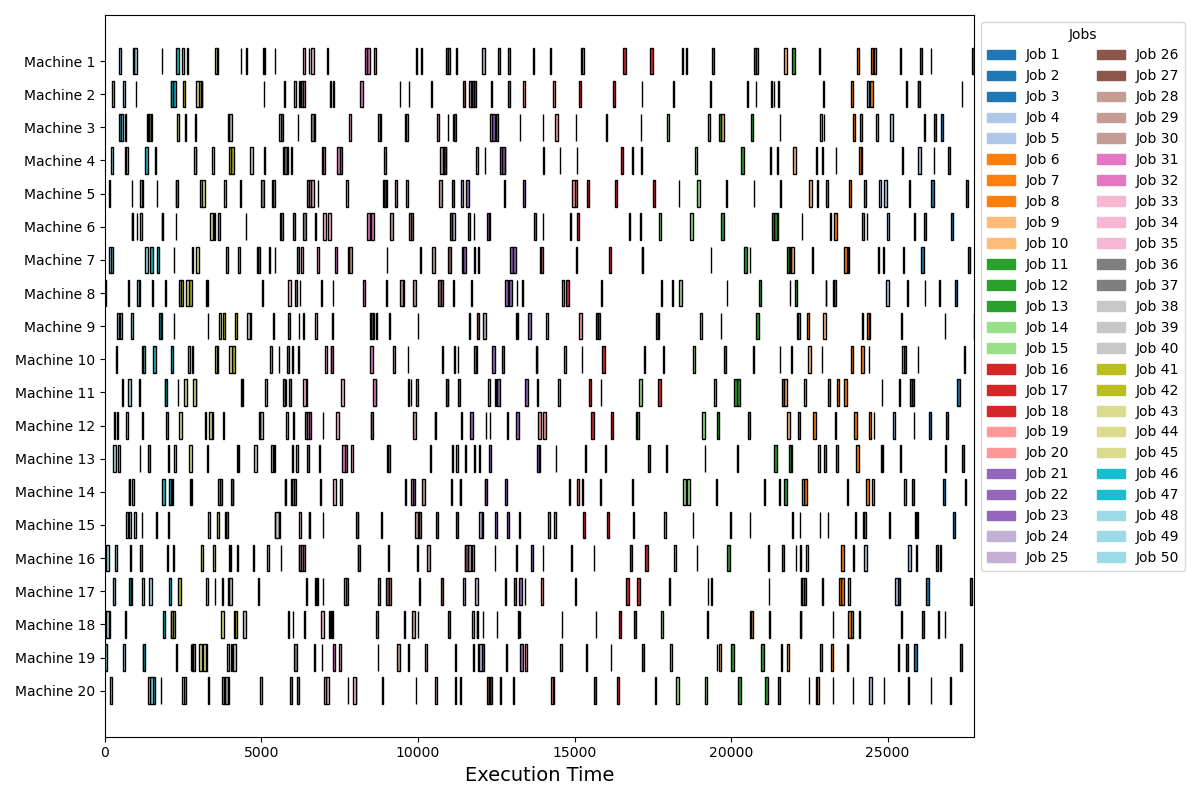 Machine 1
Machine 2
Machine 3
Machine 4
Machine 5
Machine 6
Machine 7
Machine 8
Machine 9
Machine 10
Machine 11
Machine 12
Machine 13
Machine 14
Machine 15
Machine 16
Machine 17
Machine 18
Machine 19
Machine 20
0 5000 10000 15000 20000 25000
Execution Time
Jobs
Job 1
Job 2
Job 3
Job 4
Job 5
Job 6
Job 7
Job 8
Job 9
Job 10
Job 11
Job 12
Job 13
Job 14
Job 15
Job 16
Job 17
Job 18
Job 19
Job 20
Job 21
Job 22
Job 23
Job 24
Job 25
Job 26
Job 27
Job 28
Job 29
Job 30
Job 31
Job 32
Job 33
Job 34
Job 35
Job 36
Job 37
Job 38
Job 39
Job 40
Job 41
Job 42
Job 43
Job 44
Job 45
Job 46
Job 47
Job 48
Job 49
Job 50